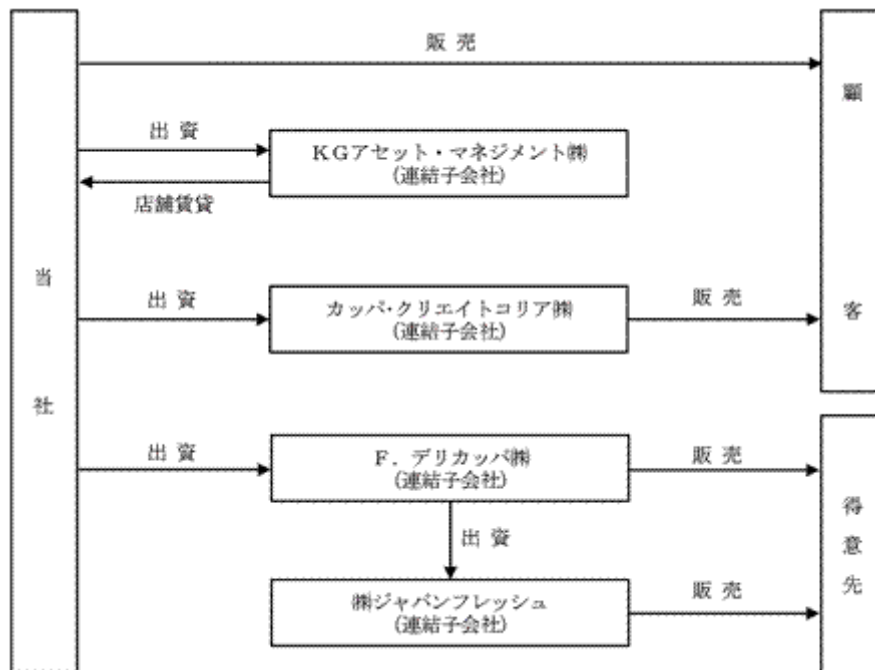 販 売
顧
客
出 資
KGアセット・マネジメント㈱
(連結子会社)
店舗賃貸
当
社
出 資
カッパ・クリエイトコリア㈱
(連結子会社)
販 売
出 資
F．デリカッパ㈱
(連結子会社)
販 売
得
意
先
出 資
㈱ジャパンフレッシュ
(連結子会社)
販 売